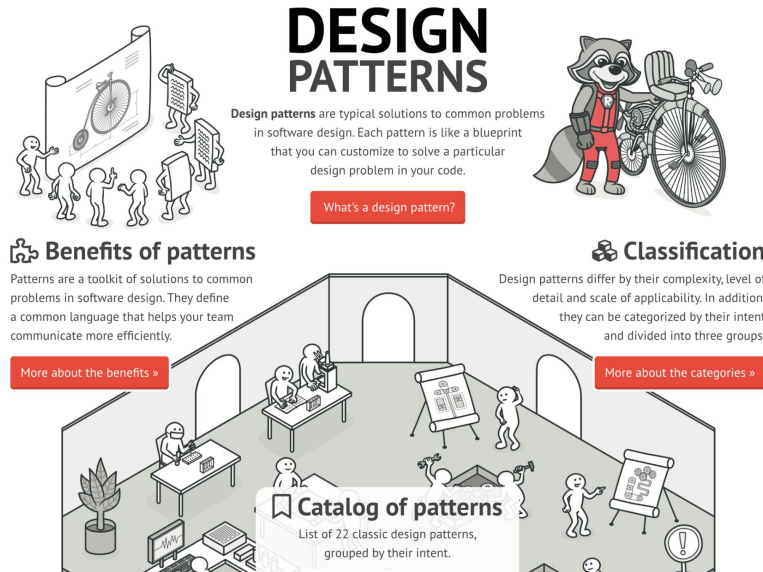 DESIGN
PATTERNS
Design patterns are typical solutions to common problems
in software design. Each pattern is like a blueprint
that you can customize to solve a particular
design problem in your code.
What's a design pattern?
R
Benefits of patterns
Patterns are a toolkit of solutions to common
problems in software design. They define
a common language that helps your team
communicate more efficiently.
More about the benefits »
Classification
Design patterns differ by their complexity, level of
detail and scale of applicability. In addition
they can be categorized by their intent
and divided into three groups
More about the categories »
Catalog of patterns
List of 22 classic design patterns,
grouped by their intent.
!